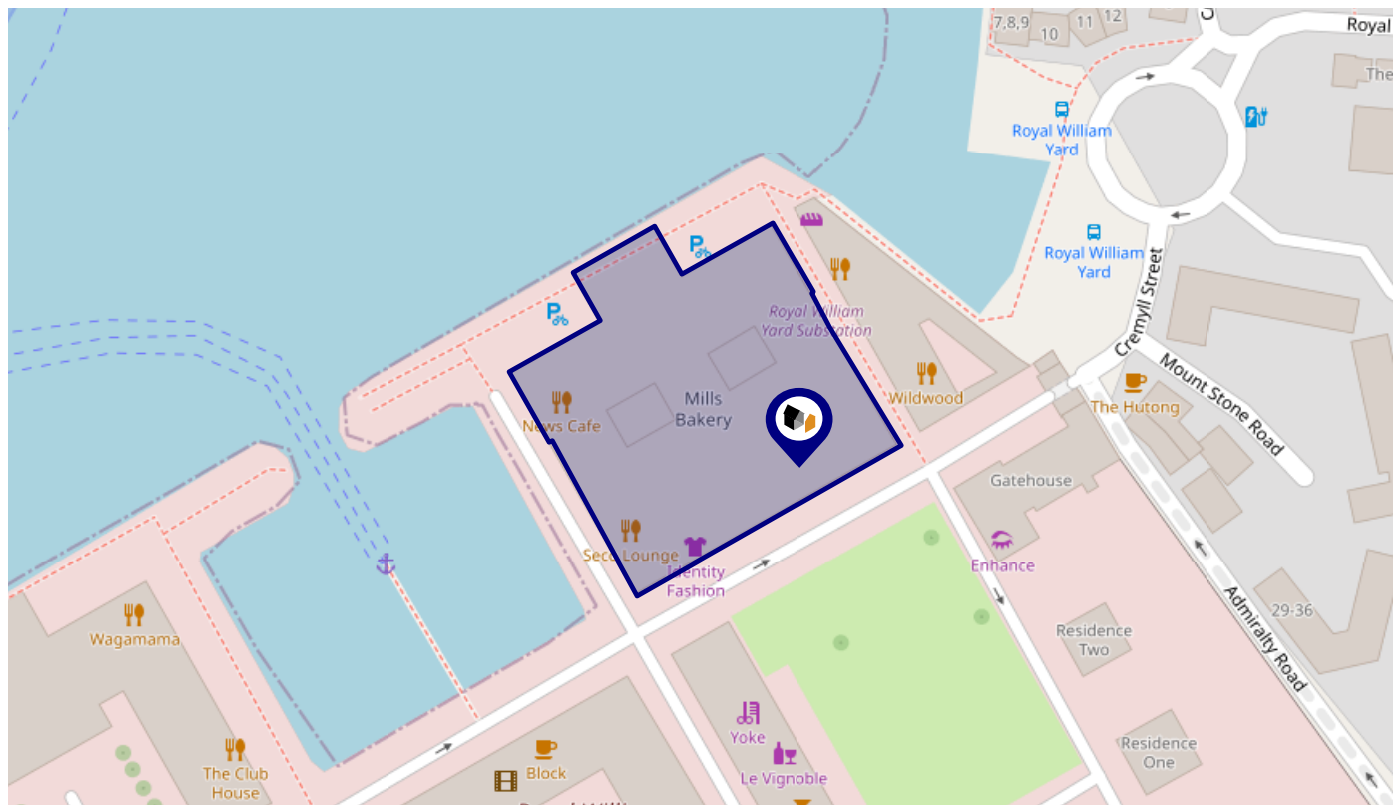 7,8,9
10
11
12
Royal
The
Royal William
Yard
Royal William
Yard
Cremyll Street
Mount Stone Road
The Hutong
Royal William
Yard Substation
Wildwood
Mills
Bakery
News Cafe
Seco Lounge
Identity
Fashion
Gatehouse
Enhance
Residence
Two
29-36
Admiralty Road
Residence
One
Wagamama
The Club
House
Block
Yoke
Le Vignoble